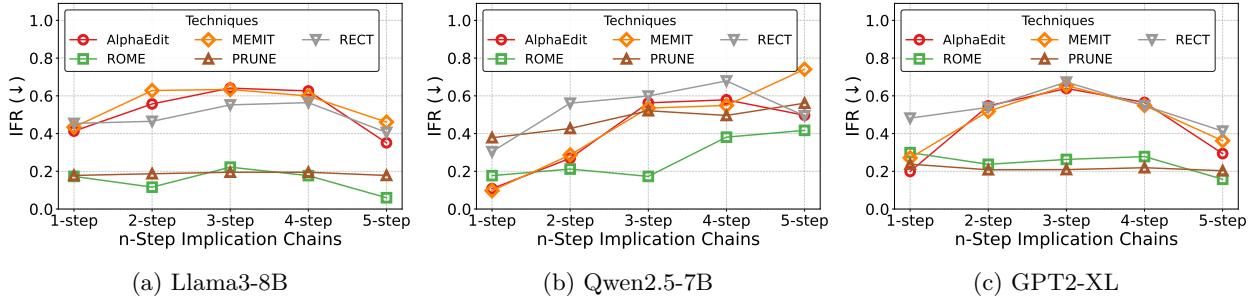 Techniques
AlphaEdit
ROME
MEMIT
PRUNE
RECT
IFR (↓)
1.0
0.8
0.6
0.4
0.2
0.0
1-step
2-step
3-step
4-step
5-step
n-Step Implication Chains
(a) Llama3-8B
Techniques
AlphaEdit
ROME
MEMIT
PRUNE
RECT
IFR (↓)
1.0
0.8
0.6
0.4
0.2
0.0
1-step
2-step
3-step
4-step
5-step
n-Step Implication Chains
(b) Qwen2.5-7B
Techniques
AlphaEdit
ROME
MEMIT
PRUNE
RECT
IFR (↓)
1.0
0.8
0.6
0.4
0.2
0.0
1-step
2-step
3-step
4-step
5-step
n-Step Implication Chains
(c) GPT2-XL